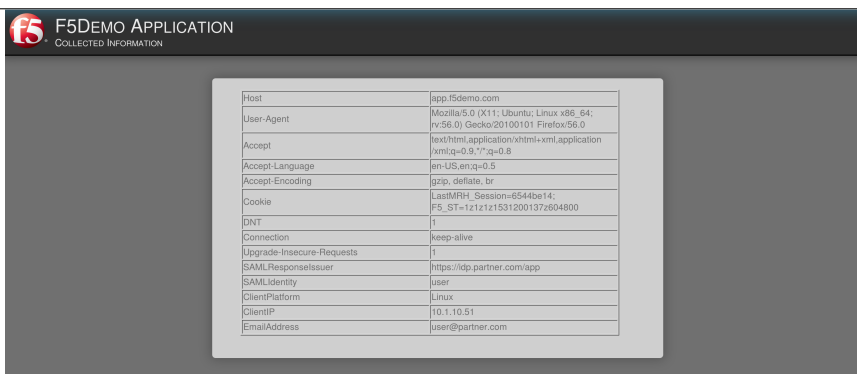 f5
F5DEMO APPLICATION
COLLECTED INFORMATION
Host app.f5demo.com
User-Agent Mozilla/5.0 (X11; Ubuntu; Linux x86_64;
rv:56.0) Gecko/20100101 Firefox/56.0
Accept text/html,application/xhtml+xml,application
/xml;q=0.9,*/*;q=0.8
Accept-Language en-US,en;q=0.5
Accept-Encoding gzip, deflate, br
Cookie LastMRH_Session=6544be14;
F5_ST=1z1z1z1531200137z604800
DNT 1
Connection keep-alive
Upgrade-Insecure-Requests 1
SAMLResponseIssuer https://idp.partner.com/app
SAMLIdentity user
ClientPlatform Linux
ClientIP 10.1.10.51
EmailAddress user@partner.com